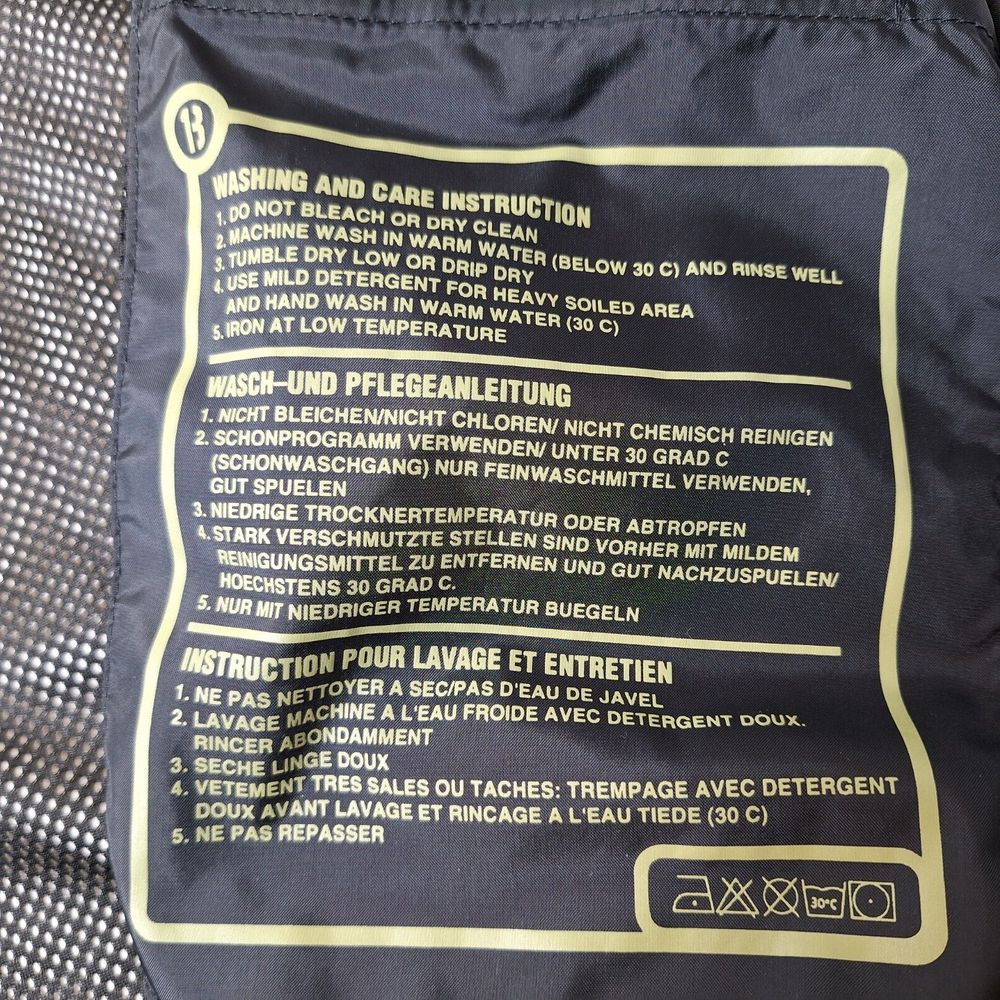 13
WASHING AND CARE INSTRUCTION
1. DO NOT BLEACH OR DRY CLEAN
2. MACHINE WASH IN WARM WATER (BELOW 30 C) AND RINSE WELL
3. TUMBLE DRY LOW OR DRIP DRY
4. USE MILD DETERGENT FOR HEAVY SOILED AREA
AND HAND WASH IN WARM WATER (30 C)
5. IRON AT LOW TEMPERATURE
WASCH-UND PFLEGEANLEITUNG
1. NICHT BLEICHEN/NICHT CHLOREN/ NICHT CHEMISCH REINIGEN
2. SCHONPROGRAMM VERWENDEN/ UNTER 30 GRAD C
(SCHONWASCHGANG) NUR FEINWASCHMITTEL VERWENDEN,
GUT SPUELEN
3. NIEDRIGE TROCKNERTEMPERATUR ODER ABTROPFEN
4. STARK VERSCHMUTZTE STELLEN SIND VORHER MIT MILDEM
REINIGUNGSMITTEL ZU ENTFERNEN UND GUT NACHZUSPUELEN/
HOECHSTENS 30 GRAD C.
5. NUR MIT NIEDRIGER TEMPERATUR BUEGELN
INSTRUCTION POUR LAVAGE ET ENTRETIEN
1. NE PAS NETTOYER A SEC/PAS D'EAU DE JAVEL
2. LAVAGE MACHINE A L'EAU FROIDE AVEC DETERGENT DOUX.
RINCER ABONDAMMENT
3. SECHE LINGE DOUX
4. VETEMENT TRES SALES OU TACHES: TREMPAGE AVEC DETERGENT
DOUX AVANT LAVAGE ET RINCAGE A L'EAU TIEDE (30 C)
5. NE PAS REPASSER
30°C